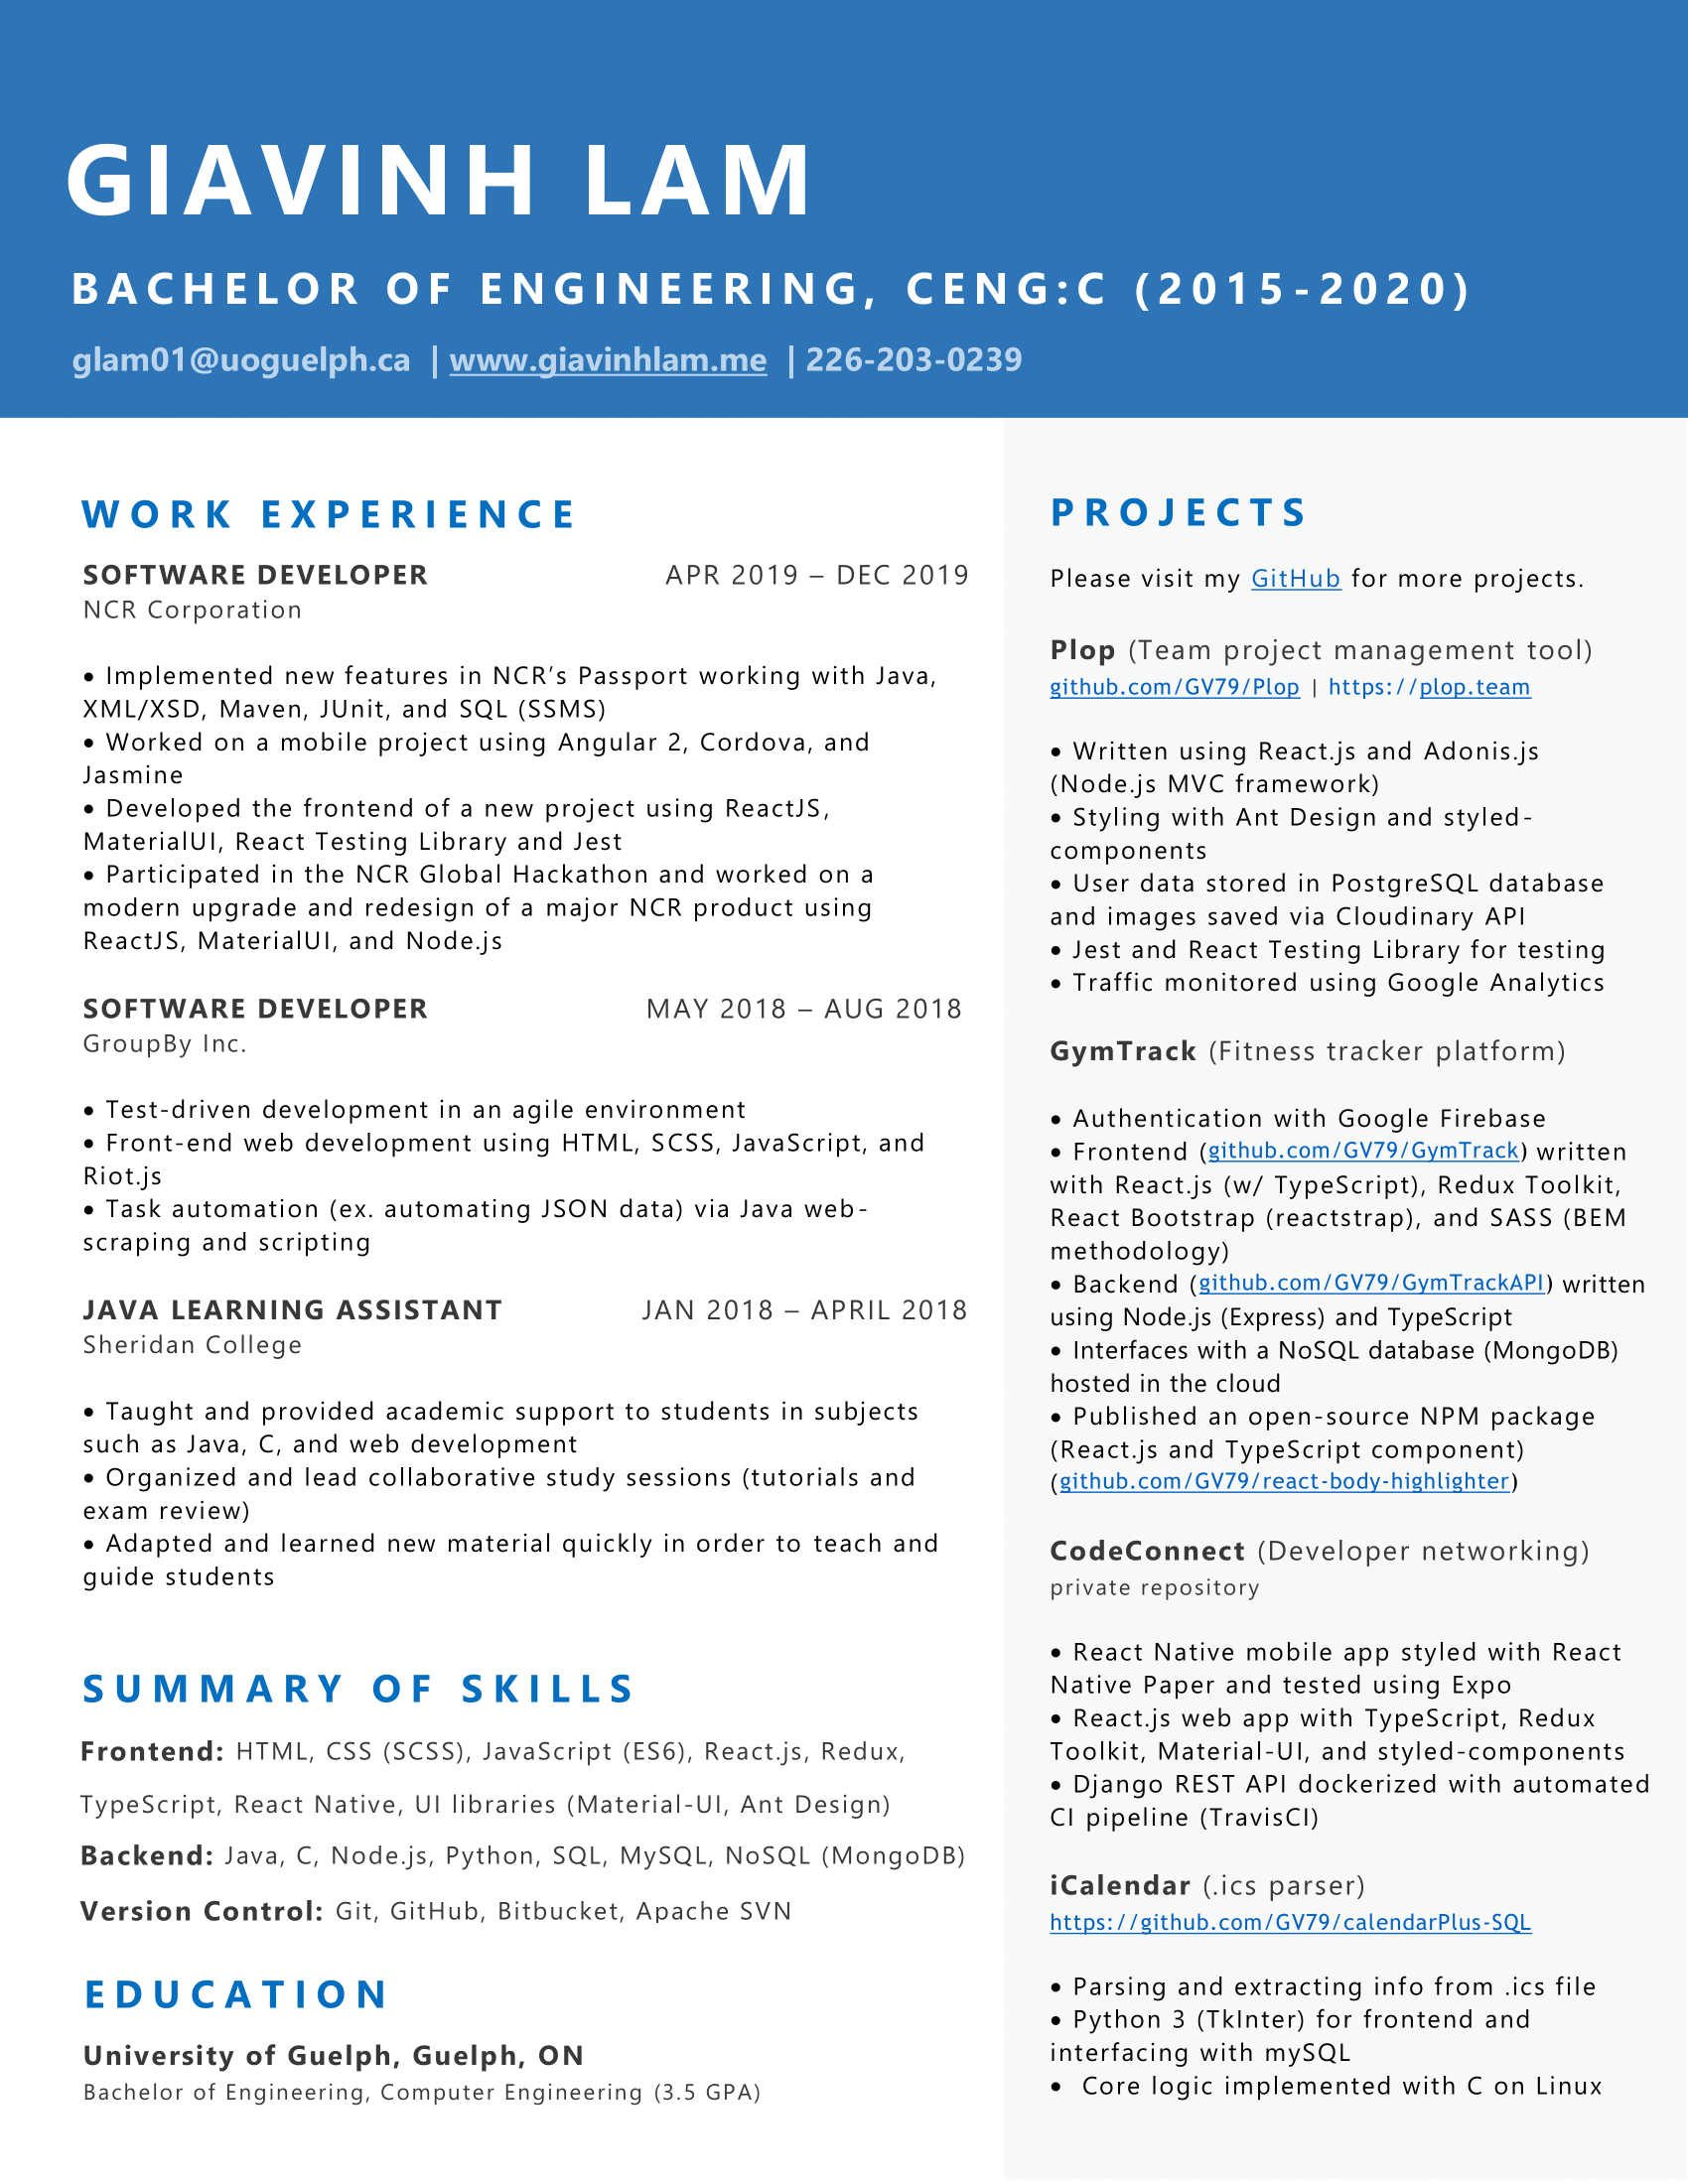 GIAVINH LAM
BACHELOR OF ENGINEERING, CENG:C (2015-2020)
glam01@uoguelph.ca | www.giavinhlam.me | 226-203-0239
WORK EXPERIENCE
SOFTWARE DEVELOPER APR 2019 – DEC 2019
NCR Corporation
• Implemented new features in NCR’s Passport working with Java,
XML/XSD, Maven, JUnit, and SQL (SSMS)
• Worked on a mobile project using Angular 2, Cordova, and
Jasmine
• Developed the frontend of a new project using ReactJS,
MaterialUI, React Testing Library and Jest
• Participated in the NCR Global Hackathon and worked on a
modern upgrade and redesign of a major NCR product using
ReactJS, MaterialUI, and Node.js
SOFTWARE DEVELOPER MAY 2018 – AUG 2018
GroupBy Inc.
• Test-driven development in an agile environment
• Front-end web development using HTML, SCSS, JavaScript, and
Riot.js
• Task automation (ex. automating JSON data) via Java web-
scraping and scripting
JAVA LEARNING ASSISTANT JAN 2018 – APRIL 2018
Sheridan College
• Taught and provided academic support to students in subjects
such as Java, C, and web development
• Organized and lead collaborative study sessions (tutorials and
exam review)
• Adapted and learned new material quickly in order to teach and
guide students
SUMMARY OF SKILLS
Frontend: HTML, CSS (SCSS), JavaScript (ES6), React.js, Redux,
TypeScript, React Native, UI libraries (Material-UI, Ant Design)
Backend: Java, C, Node.js, Python, SQL, MySQL, NoSQL (MongoDB)
Version Control: Git, GitHub, Bitbucket, Apache SVN
EDUCATION
University of Guelph, Guelph, ON
Bachelor of Engineering, Computer Engineering (3.5 GPA)
PROJECTS
Please visit my GitHub for more projects.
Plop (Team project management tool)
github.com/GV79/Plop | https://plop.team
• Written using React.js and Adonis.js
(Node.js MVC framework)
• Styling with Ant Design and styled-
components
• User data stored in PostgreSQL database
and images saved via Cloudinary API
• Jest and React Testing Library for testing
• Traffic monitored using Google Analytics
GymTrack (Fitness tracker platform)
• Authentication with Google Firebase
• Frontend (github.com/GV79/GymTrack) written
with React.js (w/ TypeScript), Redux Toolkit,
React Bootstrap (reactstrap), and SASS (BEM
methodology)
• Backend (github.com/GV79/GymTrackAPI) written
using Node.js (Express) and TypeScript
• Interfaces with a NoSQL database (MongoDB)
hosted in the cloud
• Published an open-source NPM package
(React.js and TypeScript component)
(github.com/GV79/react-body-highlighter)
CodeConnect (Developer networking)
private repository
• React Native mobile app styled with React
Native Paper and tested using Expo
• React.js web app with TypeScript, Redux
Toolkit, Material-UI, and styled-components
• Django REST API dockerized with automated
CI pipeline (TravisCI)
iCalendar (.ics parser)
https://github.com/GV79/calendarPlus-SQL
• Parsing and extracting info from .ics file
• Python 3 (TkInter) for frontend and
interfacing with mySQL
• Core logic implemented with C on Linux